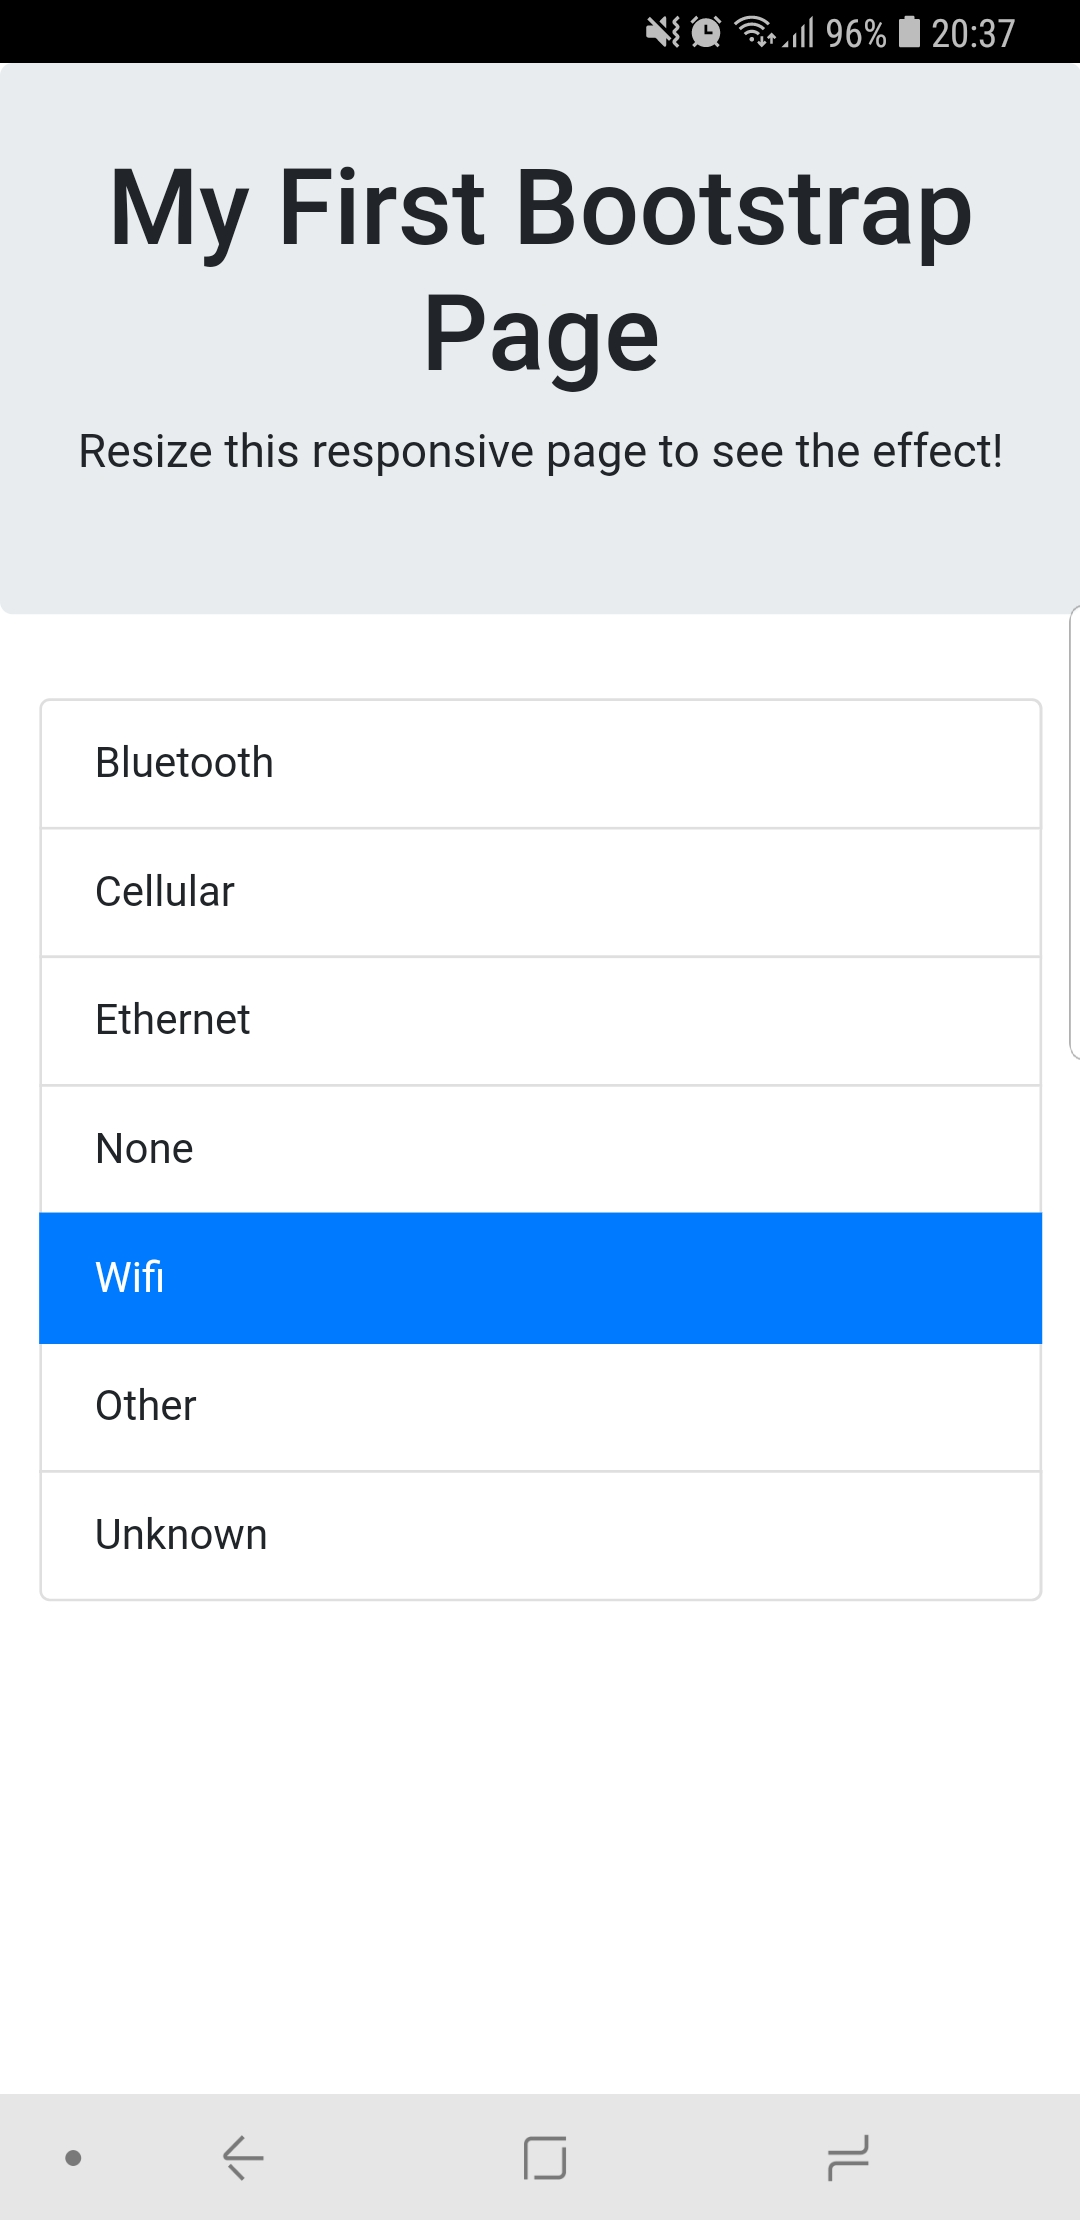 96% 20:37
My First Bootstrap
Page
Resize this responsive page to see the effect!
Bluetooth
Cellular
Ethernet
None
Wifi
Other
Unknown